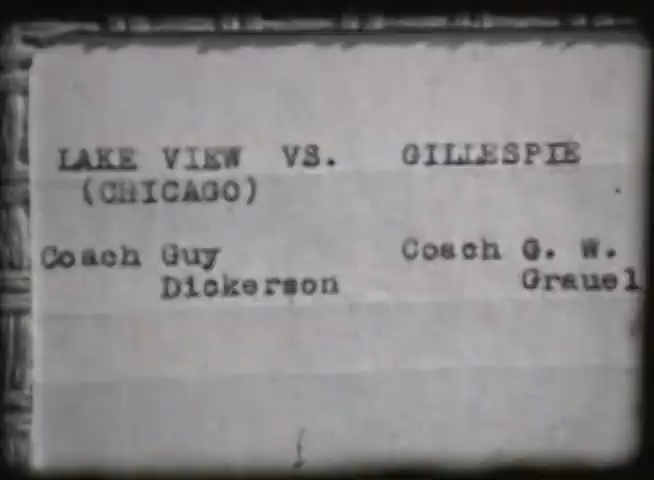 LAKE VIEW VS. GILLESPIE
(CHICAGO)
Coach Guy Coach G. W.
Dickerson Grauel